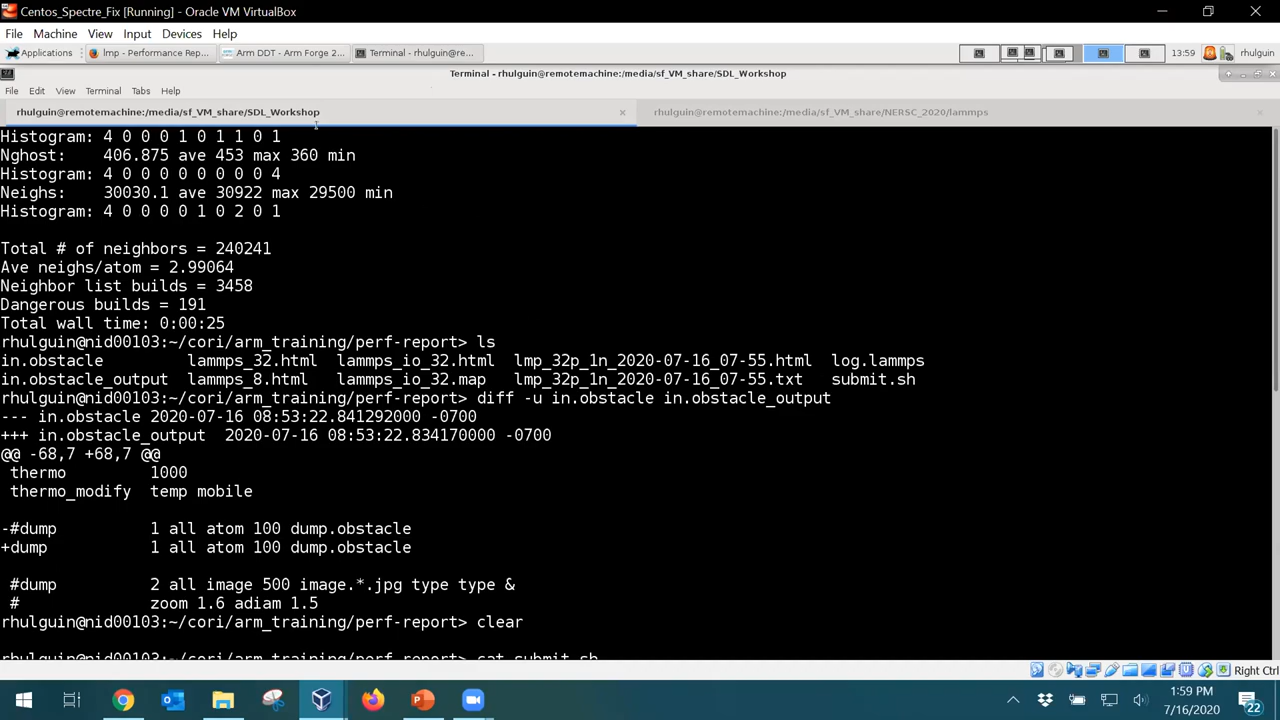 Centos_Spectre_Fix [Running] - Oracle VM VirtualBox
File Machine View Input Devices Help
Applications lmp - Performance Rep... Arm DDT - Arm Forge 2... Terminal - rhulguin@re... 13:59 rhulguin
Terminal - rhulguin@remotemachine:/media/sf_VM_share/SDL_Workshop
File Edit View Terminal Tabs Help
rhulguin@remotemachine:/media/sf_VM_share/SDL_Workshop rhulguin@remotemachine:/media/sf_VM_share/NERSC_2020/lammps
Histogram: 4 0 0 0 1 0 1 1 0 1
Nghost:    406.875 ave 453 max 360 min
Histogram: 4 0 0 0 0 0 0 0 0 4
Neighs:    30030.1 ave 30922 max 29500 min
Histogram: 4 0 0 0 0 1 0 2 0 1
Total # of neighbors = 240241
Ave neighs/atom = 2.99064
Neighbor list builds = 3458
Dangerous builds = 191
Total wall time: 0:00:25
rhulguin@nid00103:~/cori/arm_training/perf-report> ls
in.obstacle         lammps_32.html  lammps_io_32.html  lmp_32p_1n_2020-07-16_07-55.html  log.lammps
in.obstacle_output  lammps_8.html   lammps_io_32.map   lmp_32p_1n_2020-07-16_07-55.txt   submit.sh
rhulguin@nid00103:~/cori/arm_training/perf-report> diff -u in.obstacle in.obstacle_output
--- in.obstacle 2020-07-16 08:53:22.841292000 -0700
+++ in.obstacle_output  2020-07-16 08:53:22.834170000 -0700
@@ -68,7 +68,7 @@
 thermo         1000
 thermo_modify  temp mobile
-#dump          1 all atom 100 dump.obstacle
+dump           1 all atom 100 dump.obstacle
 #dump          2 all image 500 image.*.jpg type type &
 #              zoom 1.6 adiam 1.5
rhulguin@nid00103:~/cori/arm_training/perf-report> clear
rhulguin@nid00103:~/cori/arm_training/perf-report> cat submit.sh
Right Ctrl
1:59 PM
7/16/2020
22